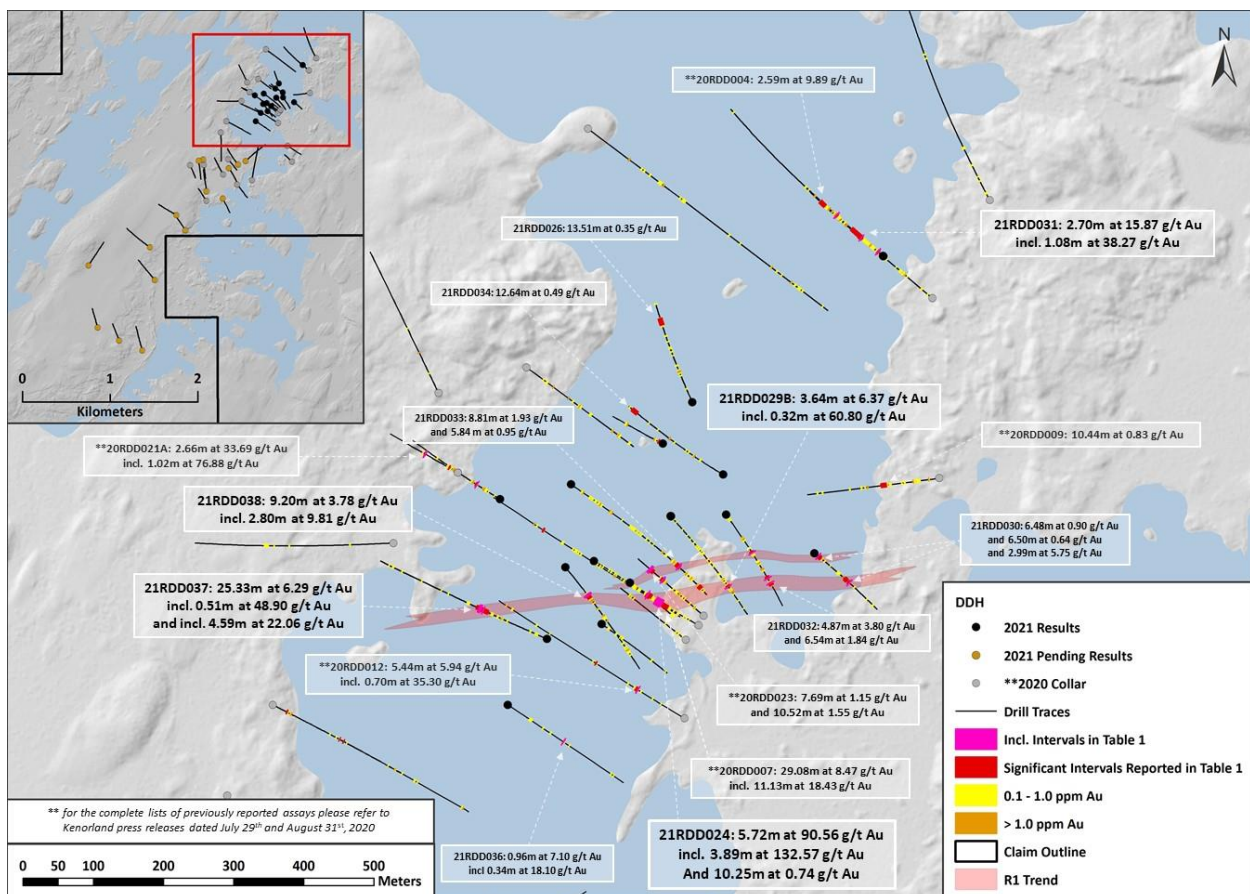 N
**20RDD004: 2.59m at 9.89 g/t Au
21RDD026: 13.51m at 0.35 g/t Au
21RDD031: 2.70m at 15.87 g/t Au
incl. 1.08m at 38.27 g/t Au
21RDD034: 12.64m at 0.49 g/t Au
0 1 2
Kilometers
21RDD029B: 3.64m at 6.37 g/t Au
incl. 0.32m at 60.80 g/t Au
21RDD033: 8.81m at 1.93 g/t Au
and 5.84 m at 0.95 g/t Au
**20RDD009: 10.44m at 0.83 g/t Au
**20RDD021A: 2.66m at 33.69 g/t Au
incl. 1.02m at 76.88 g/t Au
21RDD038: 9.20m at 3.78 g/t Au
incl. 2.80m at 9.81 g/t Au
21RDD030: 6.48m at 0.90 g/t Au
and 6.50m at 0.64 g/t Au
and 2.99m at 5.75 g/t Au
21RDD037: 25.33m at 6.29 g/t Au
incl. 0.51m at 48.90 g/t Au
and incl. 4.59m at 22.06 g/t Au
21RDD032: 4.87m at 3.80 g/t Au
and 6.54m at 1.84 g/t Au
**20RDD012: 5.44m at 5.94 g/t Au
incl. 0.70m at 35.30 g/t Au
**20RDD023: 7.69m at 1.15 g/t Au
and 10.52m at 1.55 g/t Au
**20RDD007: 29.08m at 8.47 g/t Au
incl. 11.13m at 18.43 g/t Au
21RDD024: 5.72m at 90.56 g/t Au
incl. 3.89m at 132.57 g/t Au
And 10.25m at 0.74 g/t Au
21RDD036: 0.96m at 7.10 g/t Au
incl 0.34m at 18.10 g/t Au
** for the complete lists of previously reported assays please refer to
Kenorland press releases dated July 29th and August 31st, 2020
0 50 100 200 300 400 500
Meters
DDH
2021 Results
2021 Pending Results
**2020 Collar
Drill Traces
Incl. Intervals in Table 1
Significant Intervals Reported in Table 1
0.1 - 1.0 ppm Au
> 1.0 ppm Au
Claim Outline
R1 Trend